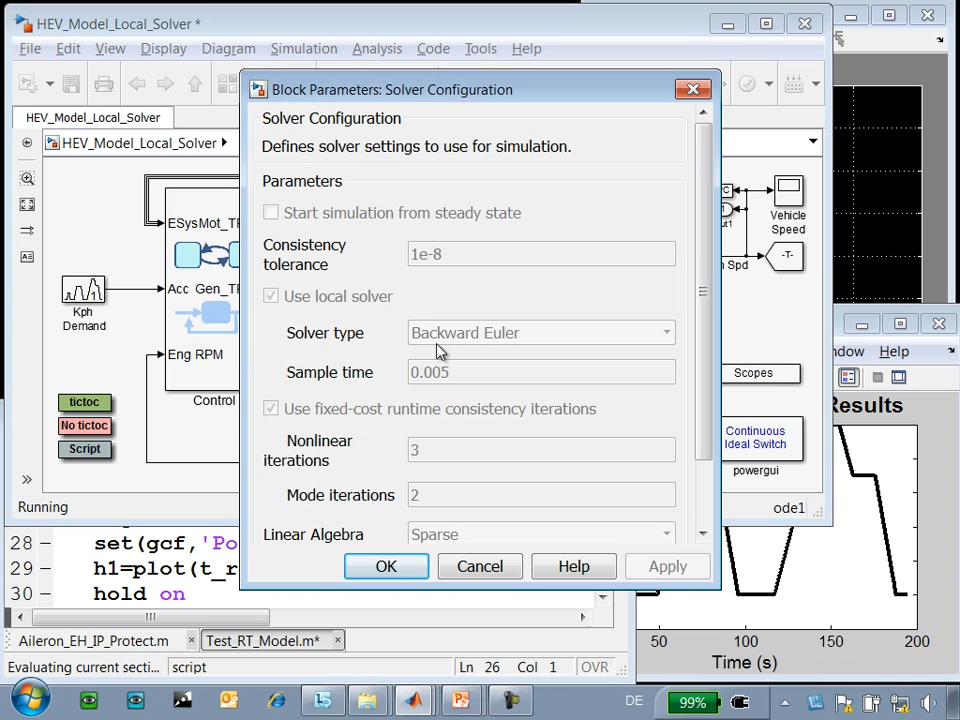 HEV_Model_Local_Solver *
File Edit View Display Diagram Simulation Analysis Code Tools Help
HEV_Model_Local_Solver
HEV_Model_Local_Solver
Block Parameters: Solver Configuration
Solver Configuration
Defines solver settings to use for simulation.
Parameters
Start simulation from steady state
Consistency
tolerance
1e-8
Use local solver
Solver type
Backward Euler
Sample time
0.005
Use fixed-cost runtime consistency iterations
Nonlinear
iterations
3
Mode iterations
2
Linear Algebra
Sparse
OK Cancel Help Apply
ESysMot_TR
Acc Gen_TR
Kph
Demand
Eng RPM
Control
tictoc
No tictoc
Script
Vehicle
Speed
-T-
Spd
Scopes
Continuous
Ideal Switch
powergui
Running
ode1
Help
Results
50 100 150 200
Time (s)
28 set(gcf,'Po
29 h1=plot(t_r
30 hold on
Aileron_EH_IP_Protect.m × Test_RT_Model.m* ×
Evaluating current secti... script Ln 26 Col 1 OVR
DE 99%